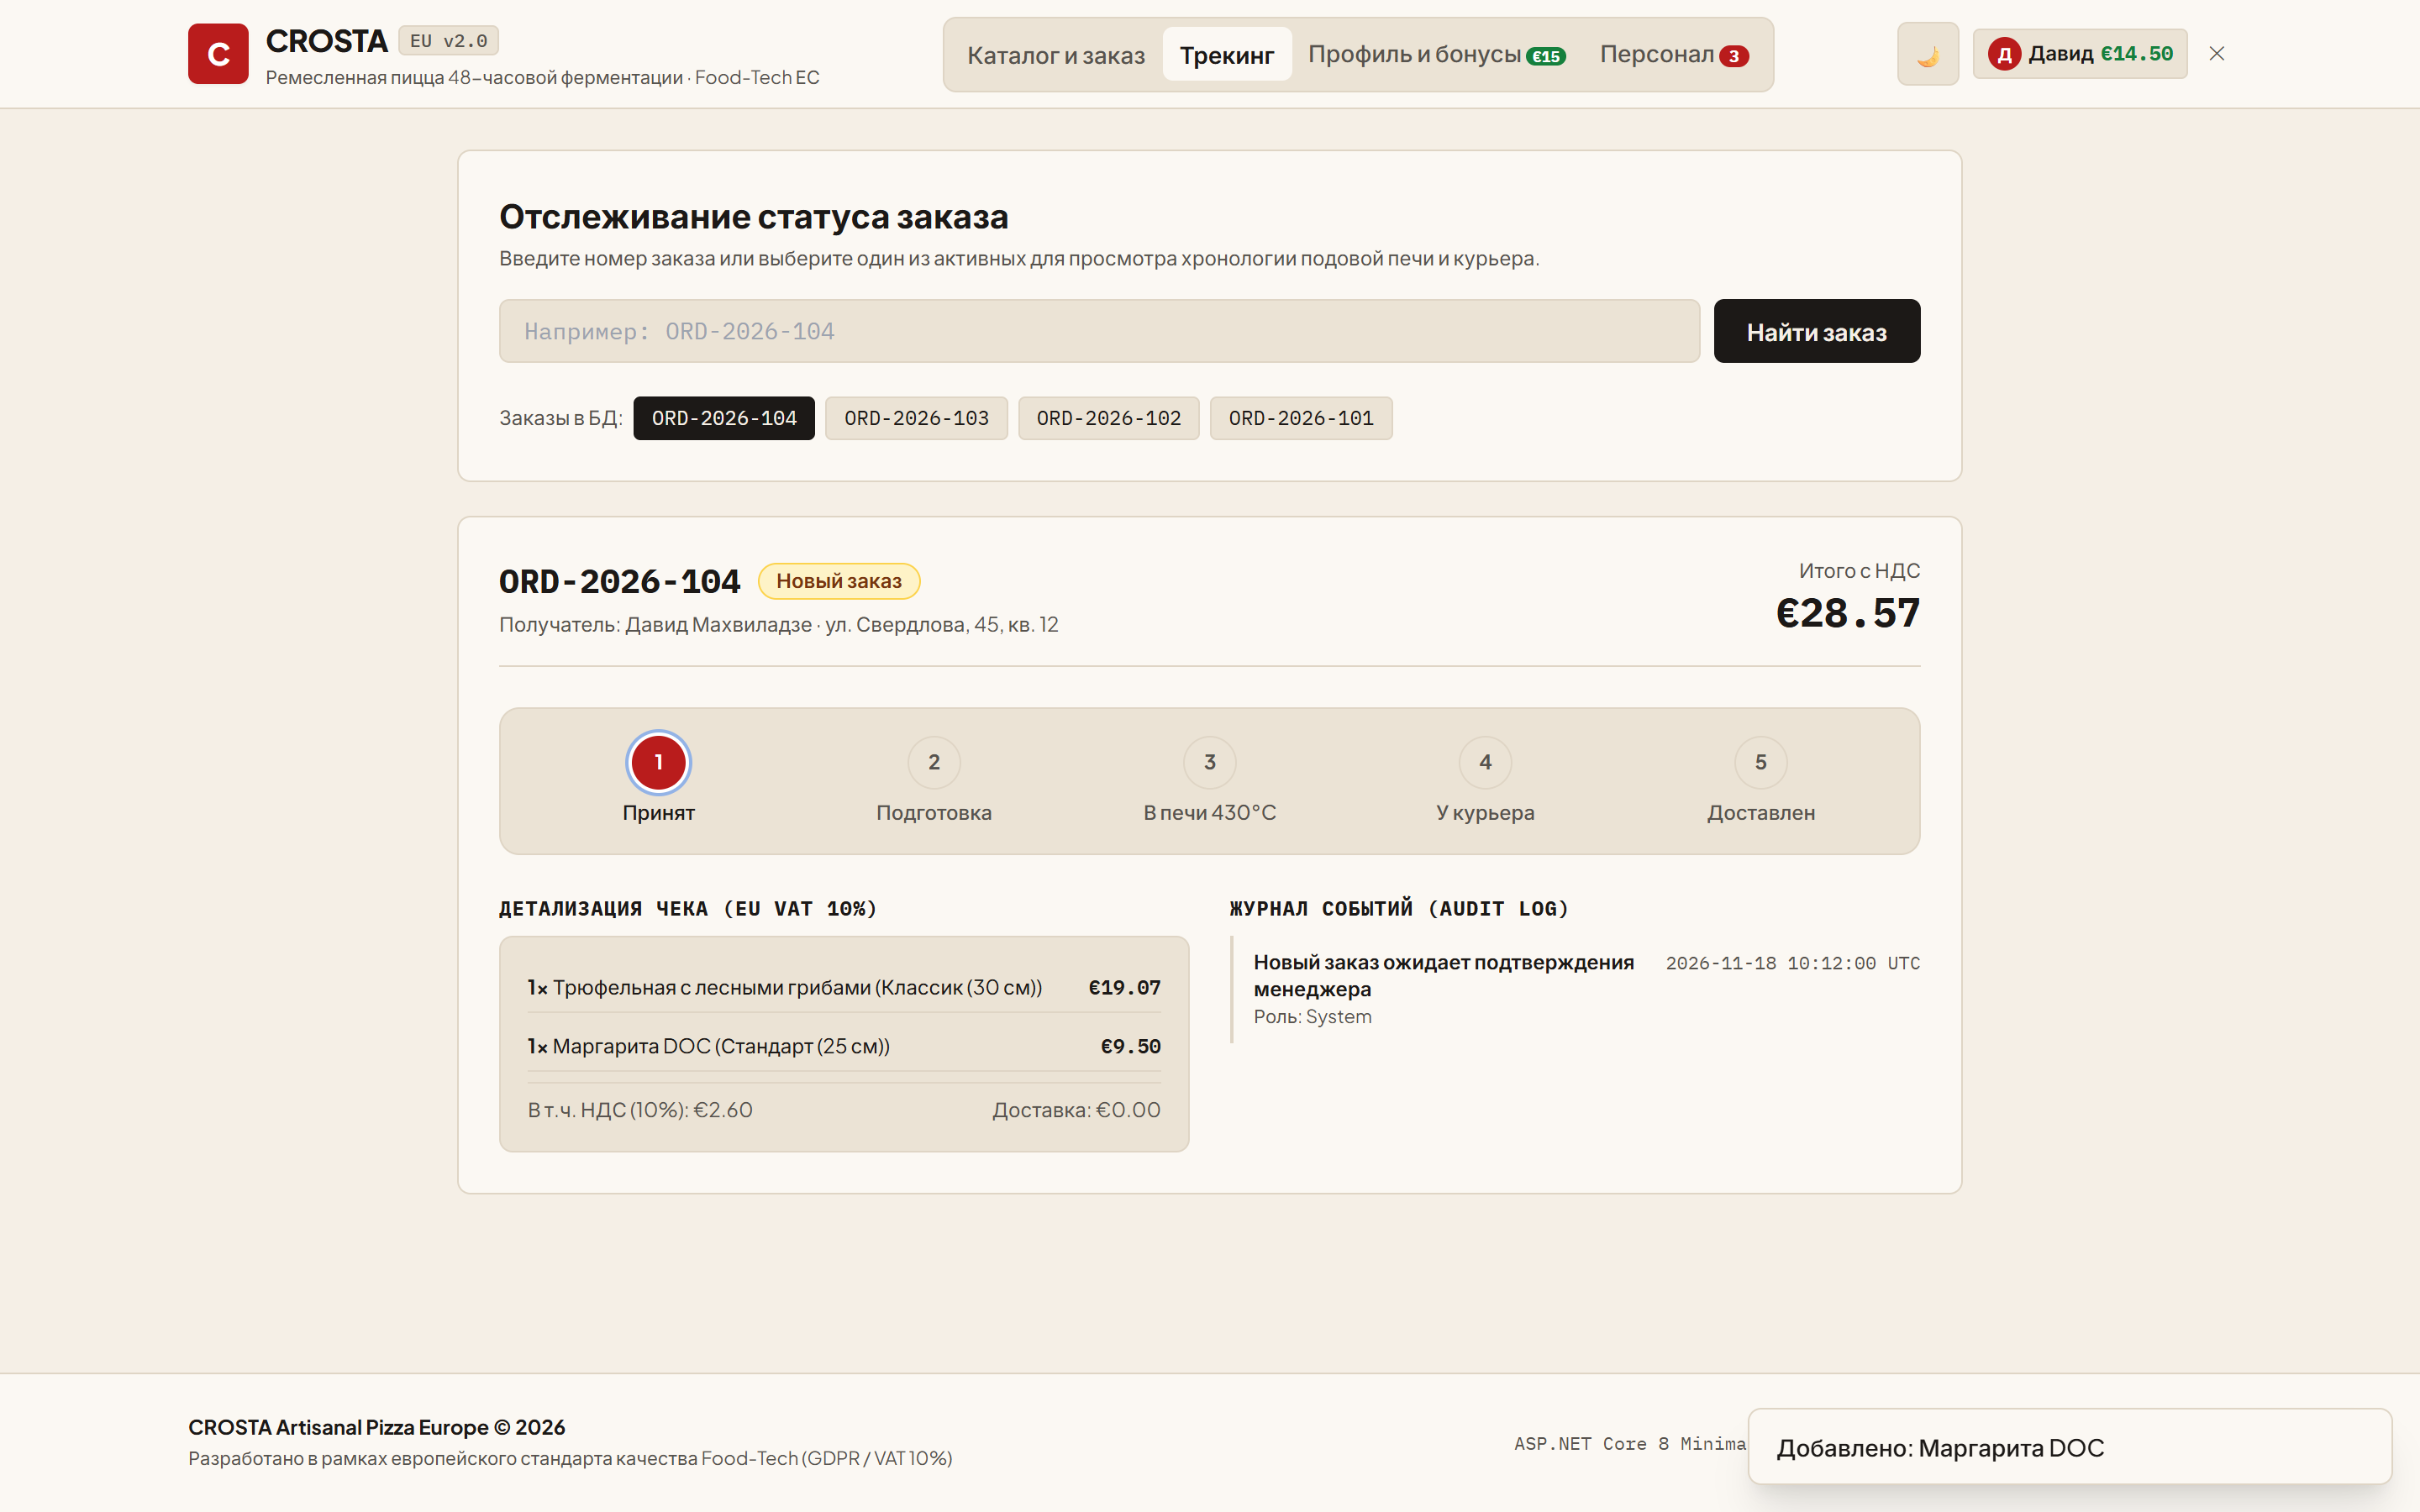 C
CROSTA EU v2.0
Ремесленная пицца 48-часовой ферментации · Food-Tech ЕС
Каталог и заказ Трекинг Профиль и бонусы €15 Персонал 3
Д Давид €14.50 ×
Отслеживание статуса заказа
Введите номер заказа или выберите один из активных для просмотра хронологии подовой печи и курьера.
Например: ORD-2026-104 Найти заказ
Заказы в БД: ORD-2026-104 ORD-2026-103 ORD-2026-102 ORD-2026-101
ORD-2026-104 Новый заказ
Получатель: Давид Махвиладзе · ул. Свердлова, 45, кв. 12
Итого с НДС
€28.57
1 2 3 4 5
Принят Подготовка В печи 430°C У курьера Доставлен
ДЕТАЛИЗАЦИЯ ЧЕКА (EU VAT 10%)
1× Трюфельная с лесными грибами (Классик (30 см)) €19.07
1× Маргарита DOC (Стандарт (25 см)) €9.50
В т.ч. НДС (10%): €2.60 Доставка: €0.00
ЖУРНАЛ СОБЫТИЙ (AUDIT LOG)
Новый заказ ожидает подтверждения 2026-11-18 10:12:00 UTC
менеджера
Роль: System
CROSTA Artisanal Pizza Europe © 2026
Разработано в рамках европейского стандарта качества Food-Tech (GDPR / VAT 10%)
ASP.NET Core 8 Minima
Добавлено: Маргарита DOC